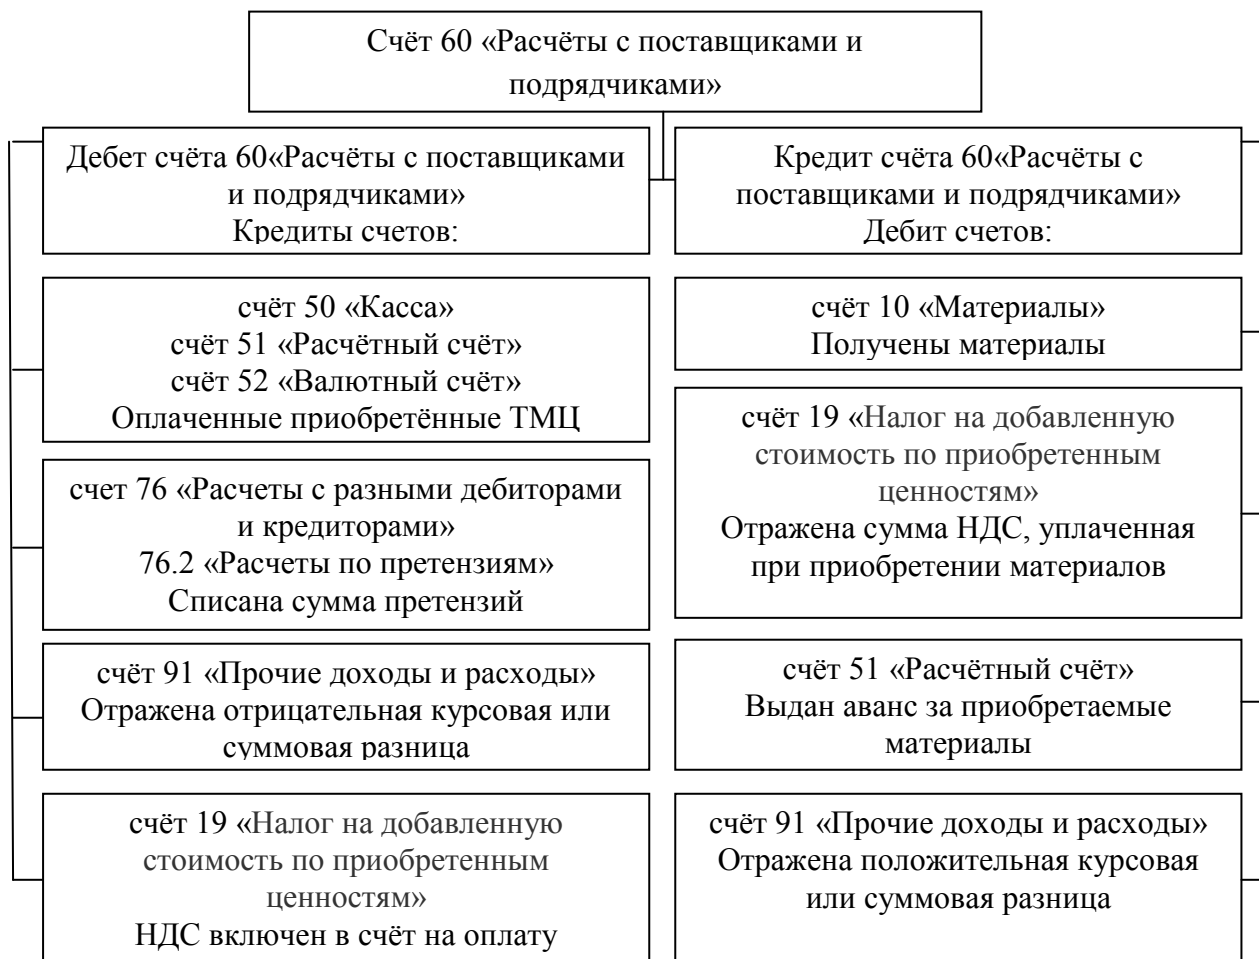 Счёт 60 «Расчёты с поставщиками и
подрядчиками»
Дебет счёта 60«Расчёты с поставщиками
и подрядчиками»
Кредиты счетов:
счёт 50 «Касса»
счёт 51 «Расчётный счёт»
счёт 52 «Валютный счёт»
Оплаченные приобретённые ТМЦ
счет 76 «Расчеты с разными дебиторами
и кредиторами»
76.2 «Расчеты по претензиям»
Списана сумма претензий
счёт 91 «Прочие доходы и расходы»
Отражена отрицательная курсовая или
суммовая разница
счёт 19 «Налог на добавленную
стоимость по приобретенным
ценностям»
НДС включен в счёт на оплату
Кредит счёта 60«Расчёты с
поставщиками и подрядчиками»
Дебит счетов:
счёт 10 «Материалы»
Получены материалы
счёт 19 «Налог на добавленную
стоимость по приобретенным
ценностям»
Отражена сумма НДС, уплаченная
при приобретении материалов
счёт 51 «Расчётный счёт»
Выдан аванс за приобретаемые
материалы
счёт 91 «Прочие доходы и расходы»
Отражена положительная курсовая
или суммовая разница